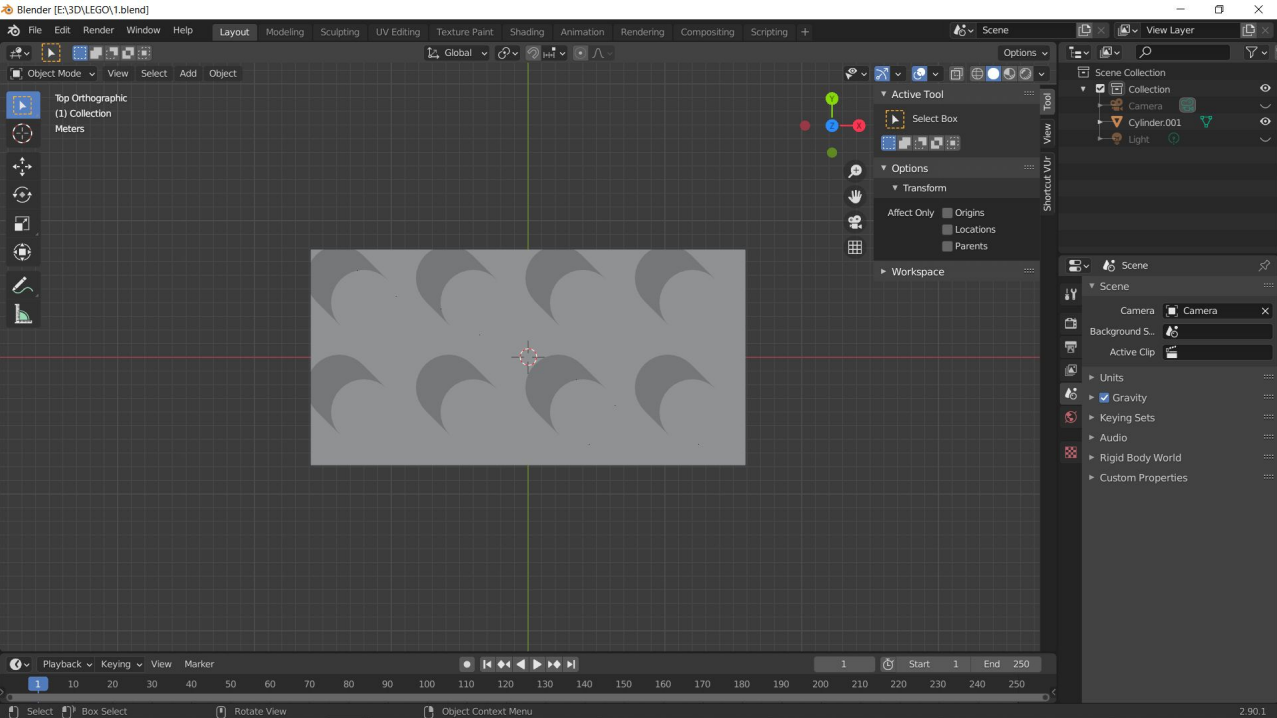 Blender [E:\3D\LEGO\1.blend]
File Edit Render Window Help Layout Modeling Sculpting UV Editing Texture Paint Shading Animation Rendering Compositing Scripting + Scene View Layer
Global Options
Object Mode View Select Add Object
Top Orthographic
(1) Collection
Meters
Y
Z X
Active Tool
Select Box
Options
Transform
Affect Only Origins
Locations
Parents
Workspace
Tool
View
Shortcut VUr
Scene Collection
Collection
Camera
Cylinder.001
Light
Scene
Scene
Camera Camera
Background S...
Active Clip
Units
Gravity
Keying Sets
Audio
Rigid Body World
Custom Properties
Playback Keying View Marker 1 Start 1 End 250
1 10 20 30 40 50 60 70 80 90 100 110 120 130 140 150 160 170 180 190 200 210 220 230 240 250
Select Box Select Rotate View Object Context Menu 2.90.1